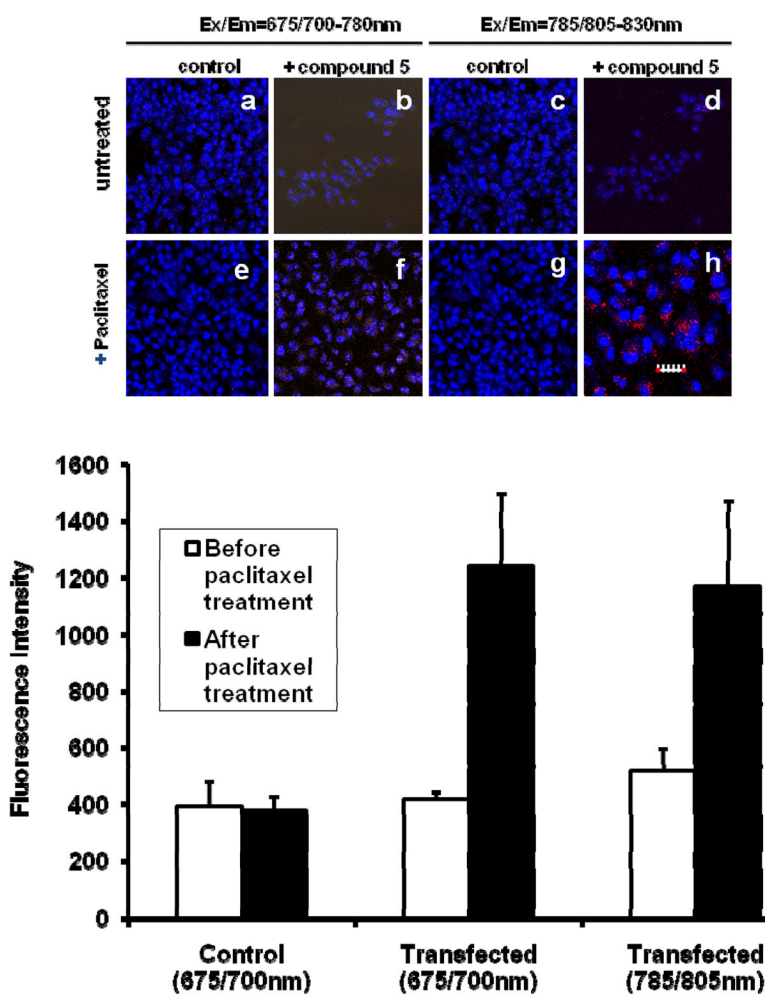 Ex/Em=675/700-780nm Ex/Em=785/805-830nm
control +compound 5 control +compound 5
untreated
a b c d
+Paclitaxel
e f g h
1600
1400
1200
1000
800
600
400
200
0
Fluorescence Intensity
Before
paclitaxel
treatment
After
paclitaxel
treatment
Control Transfected Transfected
(675/700nm) (675/700nm) (785/805nm)